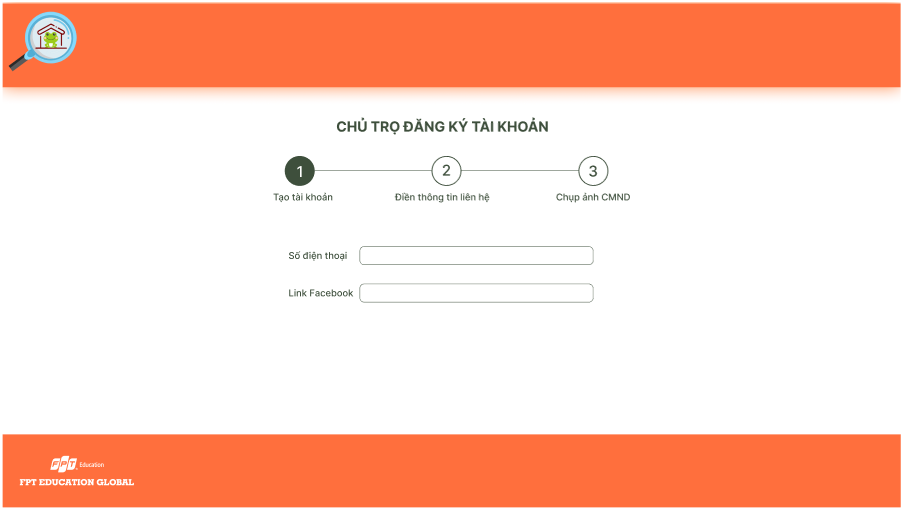 CHỦ TRỌ ĐĂNG KÝ TÀI KHOẢN
1 2 3
Tạo tài khoản Điền thông tin liên hệ Chụp ảnh CMND
Số điện thoại
Link Facebook
FPT Education
FPT EDUCATION GLOBAL